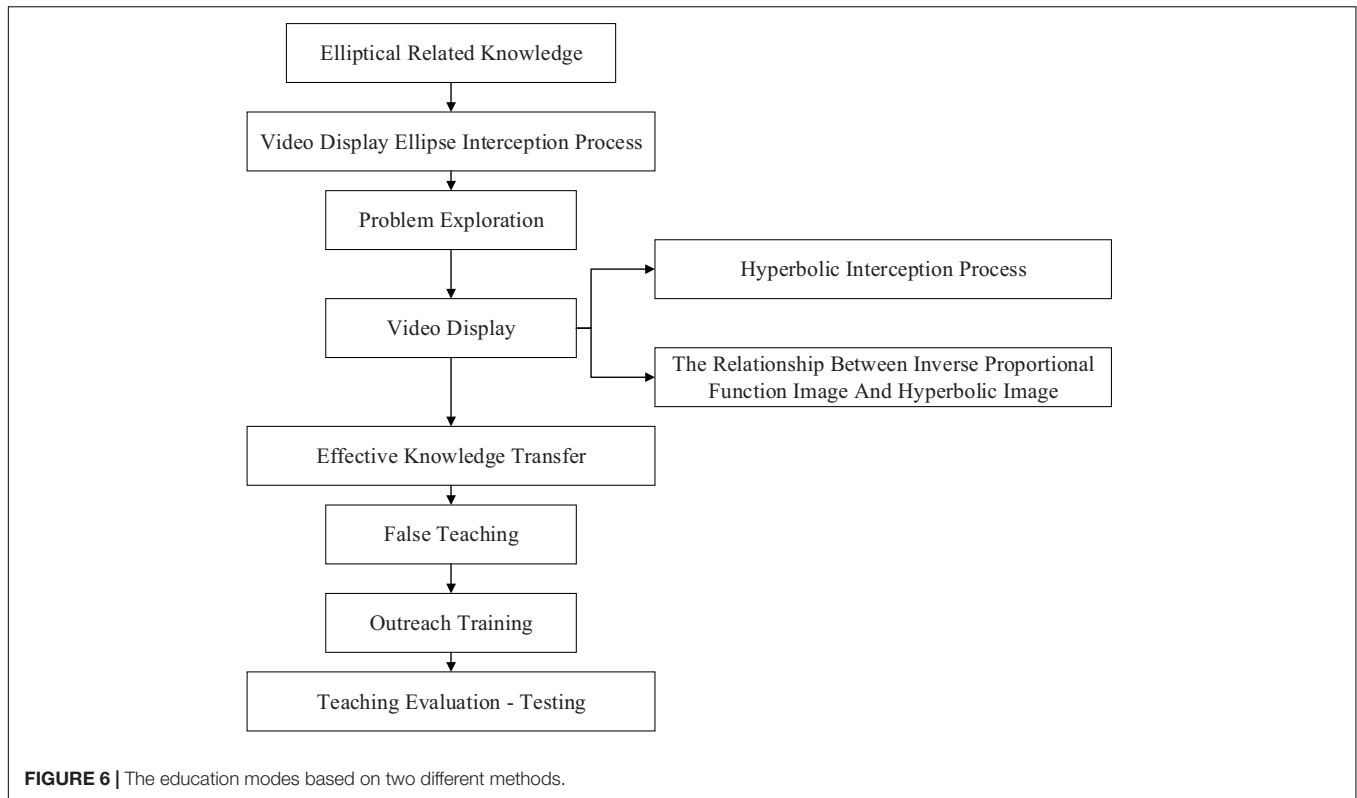 Elliptical Related Knowledge
Video Display Ellipse Interception Process
Problem Exploration
Hyperbolic Interception Process
Video Display
The Relationship Between Inverse Proportional
Function Image And Hyperbolic Image
Effective Knowledge Transfer
False Teaching
Outreach Training
Teaching Evaluation - Testing
FIGURE 6 | The education modes based on two different methods.